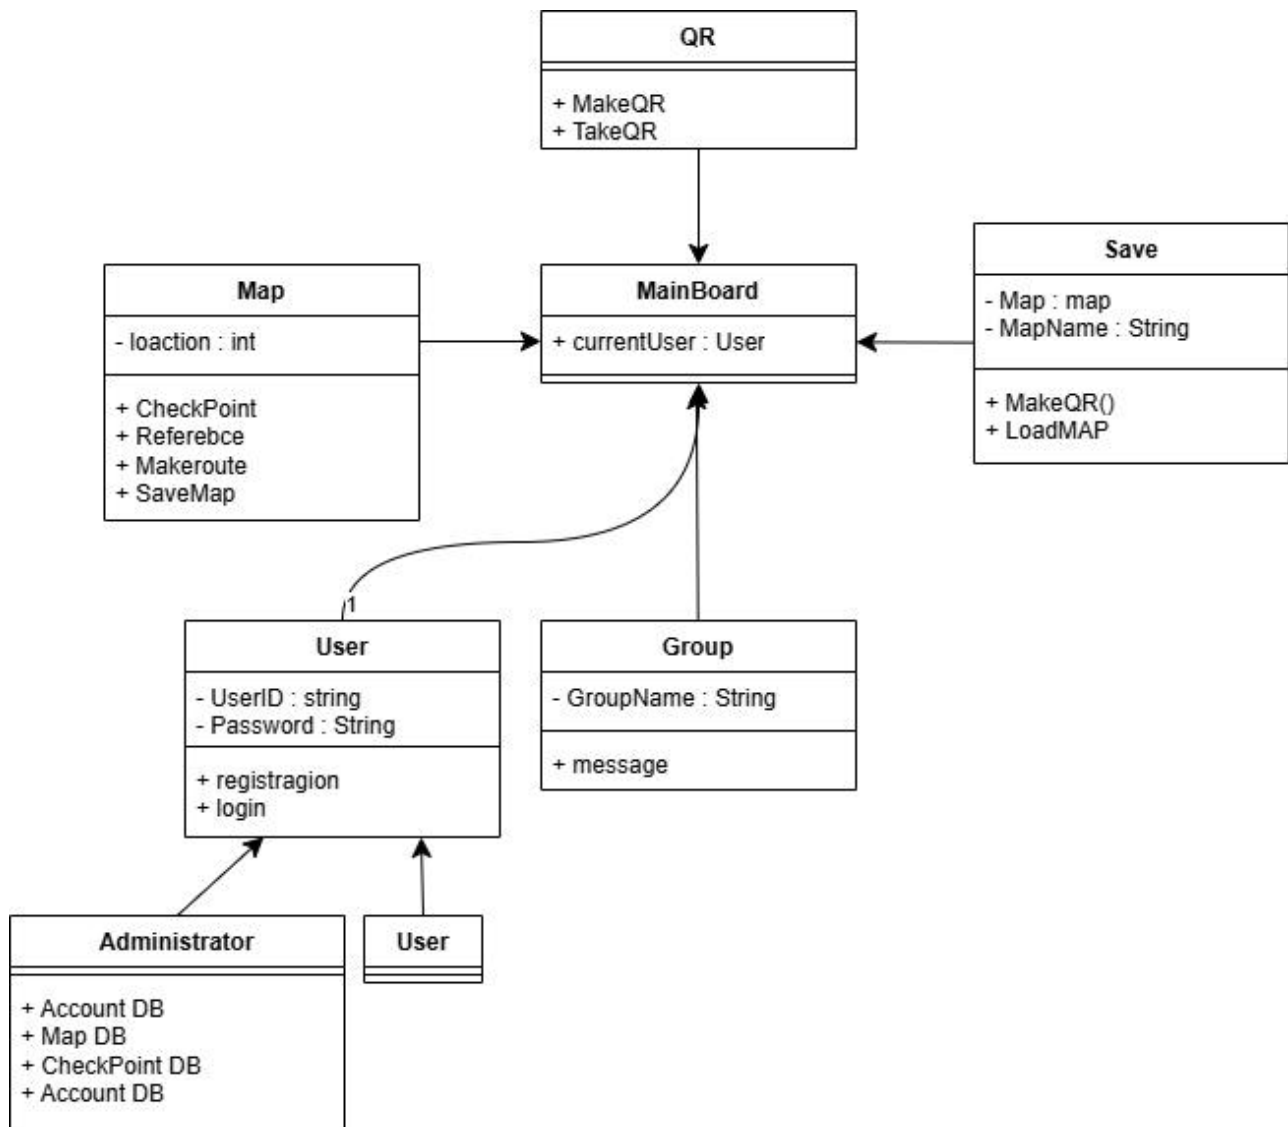 QR
+ MakeQR
+ TakeQR
Save
- Map : map
- MapName : String
+ MakeQR()
+ LoadMAP
Map
- loaction : int
+ CheckPoint
+ Referebce
+ Makeroute
+ SaveMap
MainBoard
+ currentUser : User
1
User
- UserID : string
- Password : String
+ registragion
+ login
Group
- GroupName : String
+ message
Administrator
+ Account DB
+ Map DB
+ CheckPoint DB
+ Account DB
User